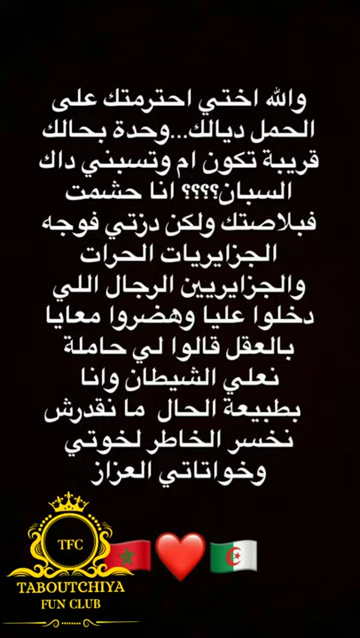 والله اختي احترمتك على
الحمل ديالك...وحدة بحالك
قريبة تكون ام وتسبني داك
السبان؟؟؟؟ انا حشمت
فبلاصتك ولكن دزتي فوجه
الجزايريات الحرات
والجزايريين الرجال اللي
دخلوا عليا وهضروا معايا
بالعقل قالوا لي حاملة
نعلي الشيطان وانا
بطبيعة الحال ما نقدرش
نخسر الخاطر لخوتي
وخواتاتي العزاز
TFC
TABOUTCHIYA
FUN CLUB